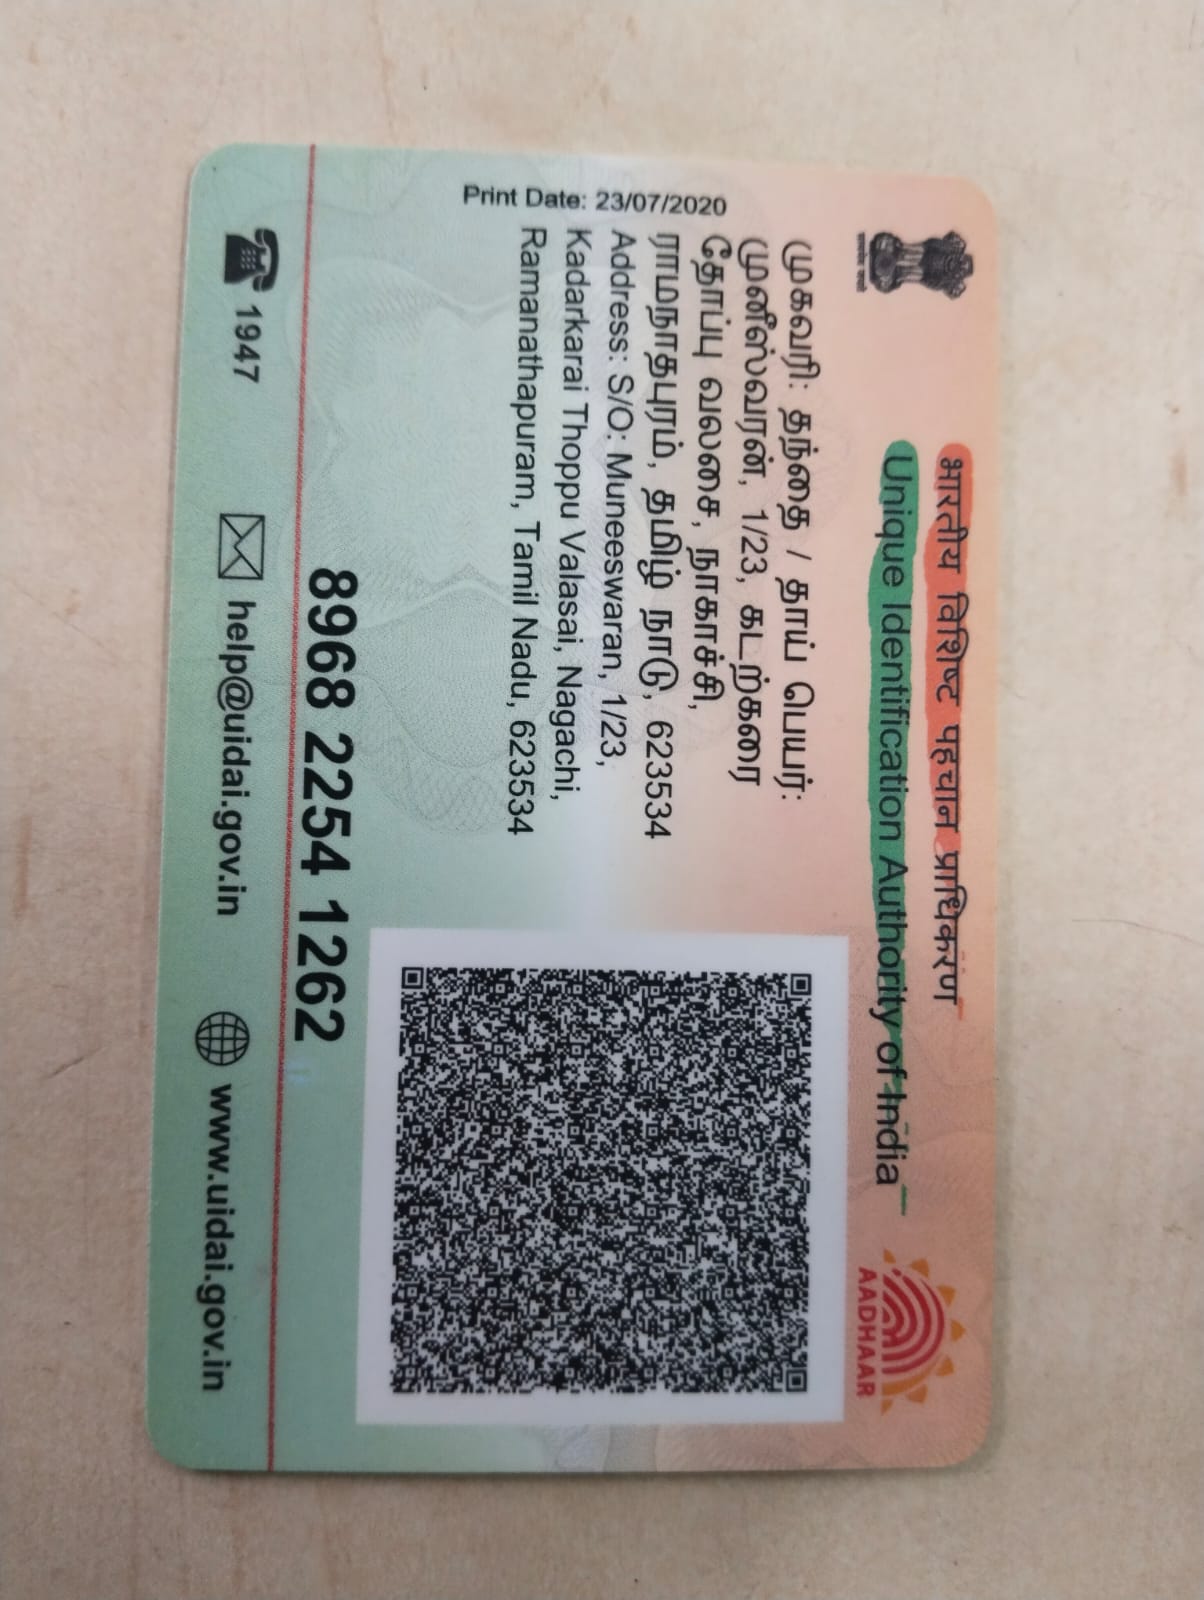 भारतीय विशिष्ट पहचान प्राधिकरण
Unique Identification Authority of India
AADHAAR
Print Date: 23/07/2020
முகவரி: தந்தை / தாய் பெயர்:
முனீஸ்வரன், 1/23, கடற்கரை
தோப்பு வலசை, நாகாச்சி,
ராமநாதபுரம், தமிழ் நாடு, 623534
Address: S/O: Muneeswaran, 1/23,
Kadarkarai Thoppu Valasai, Nagachi,
Ramanathapuram, Tamil Nadu, 623534
8968 2254 1262
1947
help@uidai.gov.in
www.uidai.gov.in